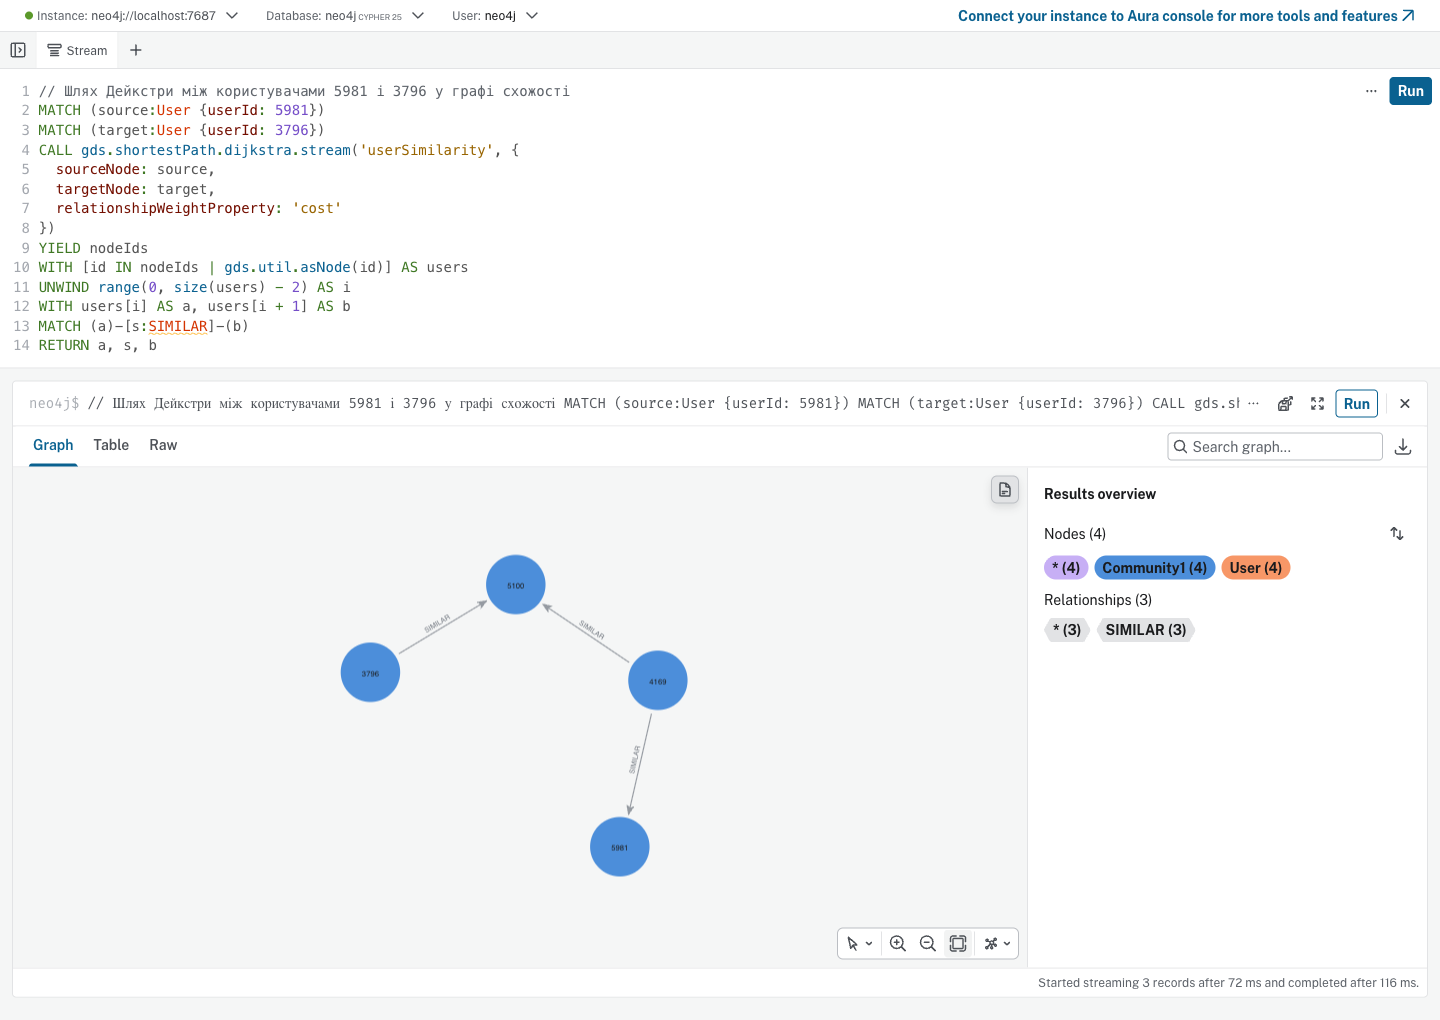 Instance: neo4j://localhost:7687 Database: neo4j CYPHER 25 User: neo4j Connect your instance to Aura console for more tools and features
Stream
1 // Шлях Дейкстри між користувачами 5981 і 3796 у графі схожості
Run
2 MATCH (source:User {userId: 5981})
3 MATCH (target:User {userId: 3796})
4 CALL gds.shortestPath.dijkstra.stream('userSimilarity', {
5 sourceNode: source,
6 targetNode: target,
7 relationshipWeightProperty: 'cost'
8 })
9 YIELD nodeIds
10 WITH [id IN nodeIds | gds.util.asNode(id)] AS users
11 UNWIND range(0, size(users) - 2) AS i
12 WITH users[i] AS a, users[i + 1] AS b
13 MATCH (a)-[s:SIMILAR]-(b)
14 RETURN a, s, b
neo4j$ // Шлях Дейкстри між користувачами 5981 і 3796 у графі схожості MATCH (source:User {userId: 5981}) MATCH (target:User {userId: 3796}) CALL gds.sh ··· Run
Graph Table Raw
Search graph...
Results overview
Nodes (4)
* (4) Community1 (4) User (4)
Relationships (3)
* (3) SIMILAR (3)
5100
SIMILAR
SIMILAR
3796
4169
SIMILAR
5981
Started streaming 3 records after 72 ms and completed after 116 ms.